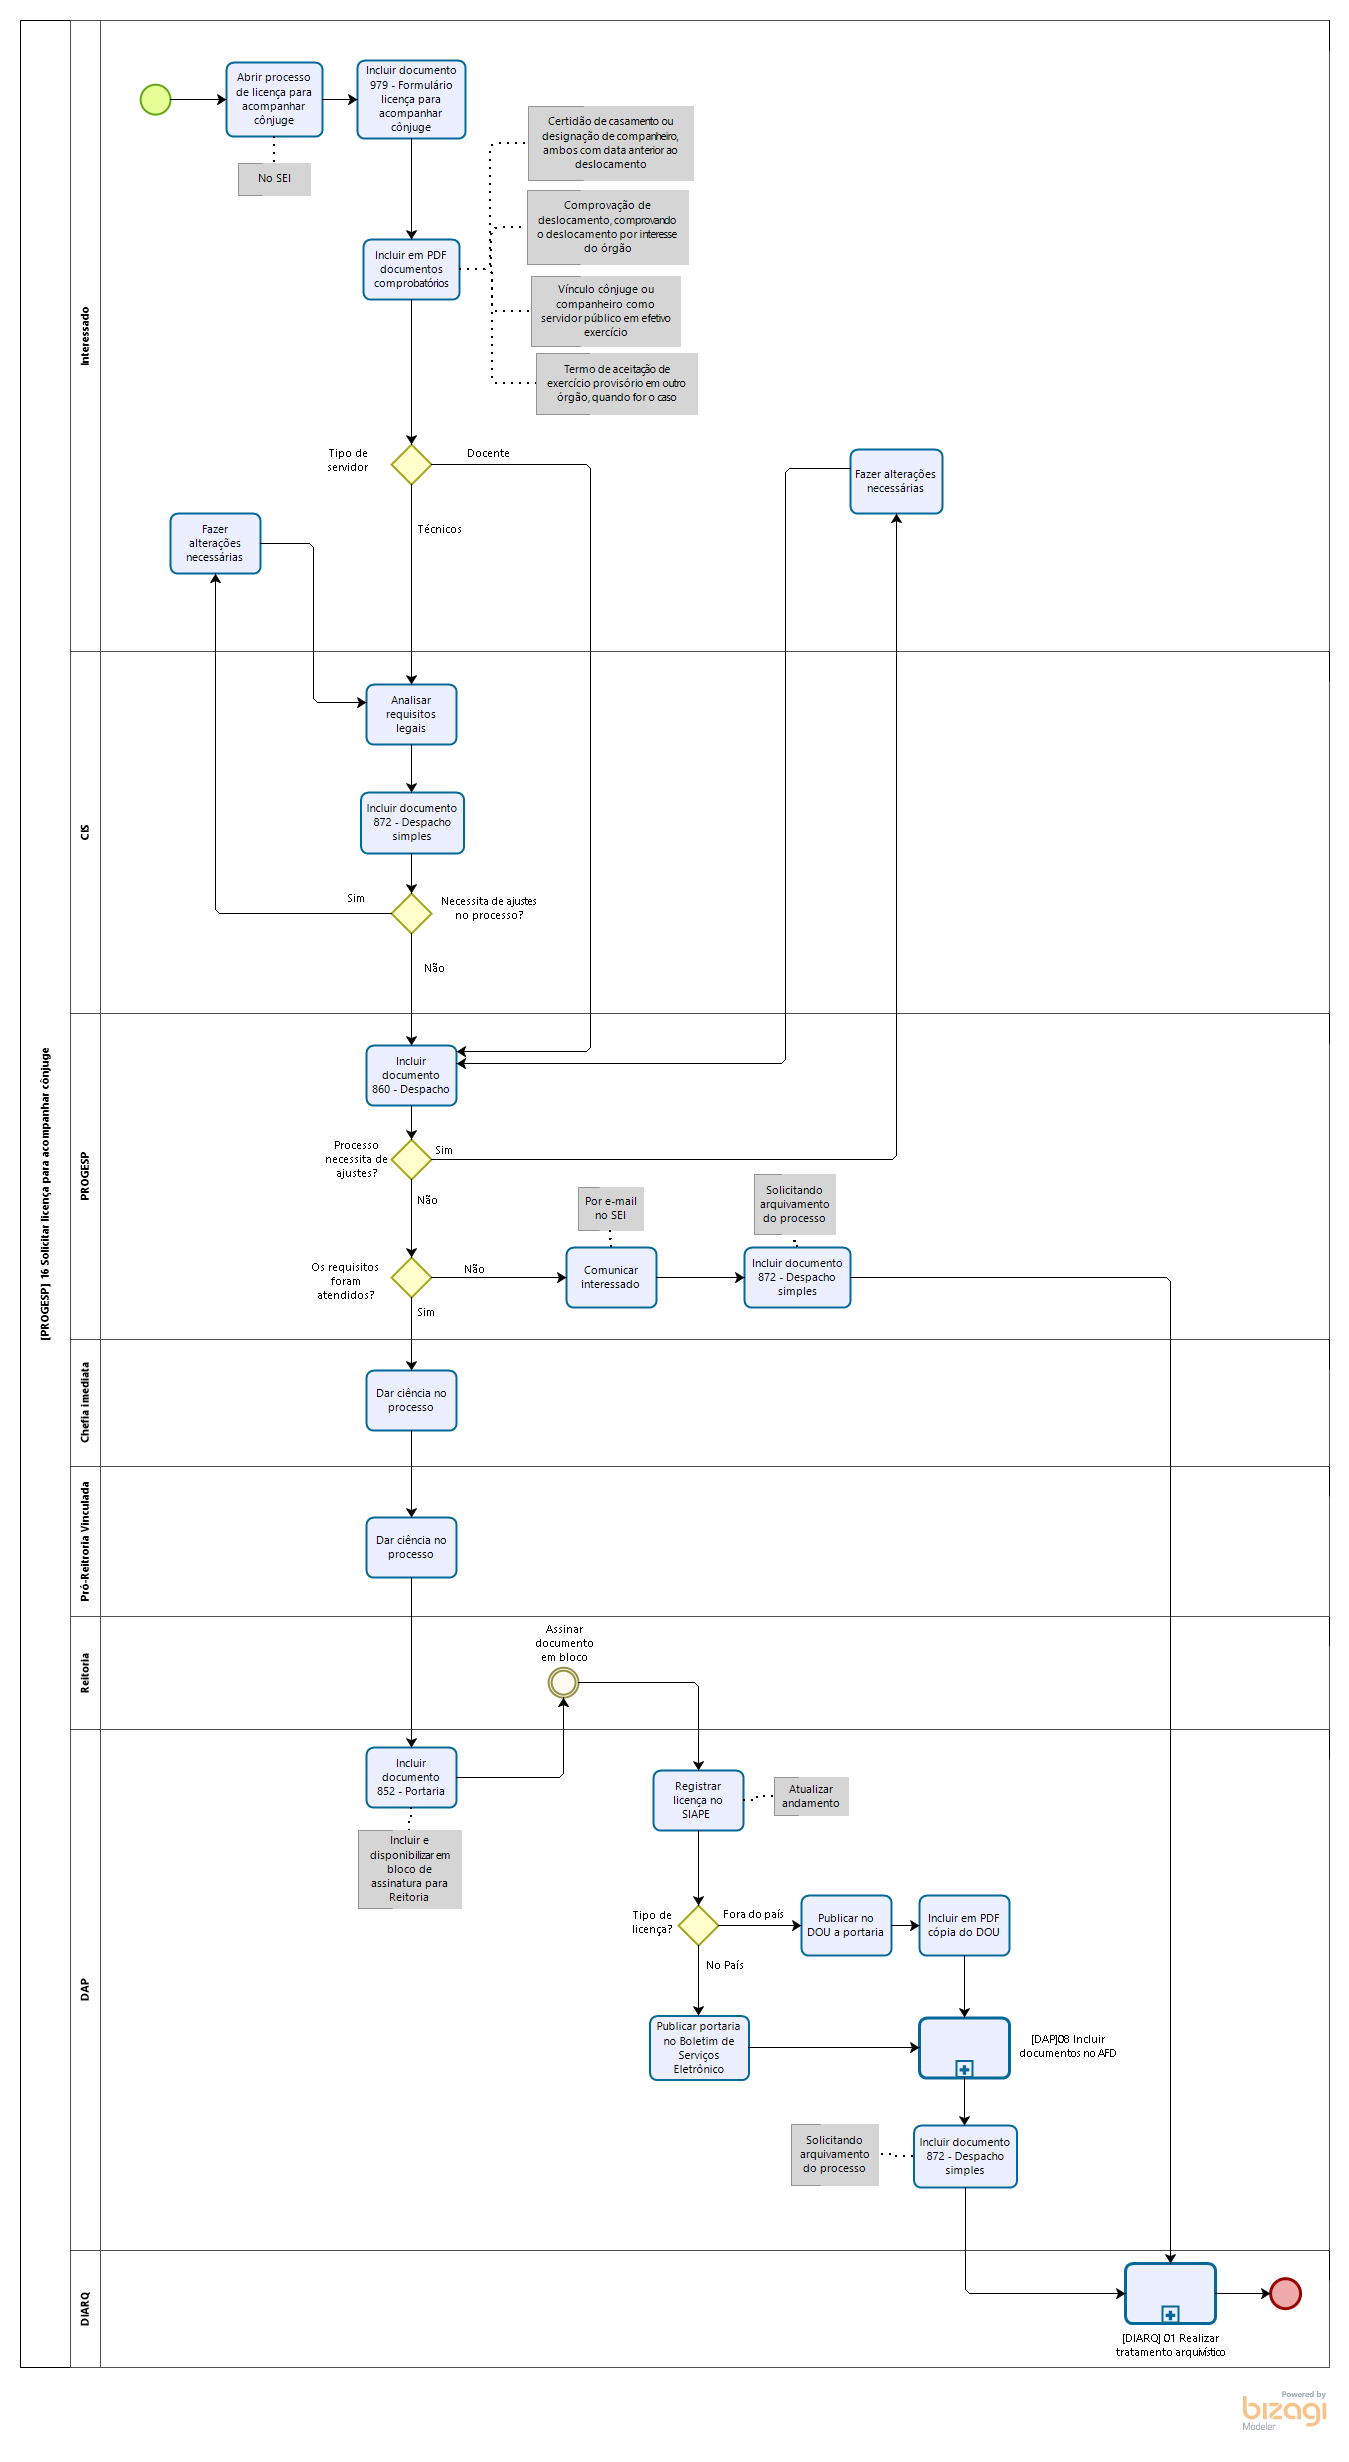 [PROGESP] 16 Solicitar licença para acompanhar cônjuge
Interessado
Abrir processo
de licença para
acompanhar
cônjuge
No SEI
Incluir documento
979 - Formulário
licença para
acompanhar
cônjuge
Certidão de casamento ou
designação de companheiro,
ambos com data anterior ao
deslocamento
Comprovação de
deslocamento, comprovando
o deslocamento por interesse
do órgão
Incluir em PDF
documentos
comprobatórios
Vínculo cônjuge ou
companheiro como
servidor público em efetivo
exercício
Termo de aceitação de
exercício provisório em outro
órgão, quando for o caso
Tipo de
servidor
Docente
Técnicos
Fazer alterações
necessárias
Fazer
alterações
necessárias
CIS
Analisar
requisitos
legais
Incluir documento
872 - Despacho
simples
Sim
Necessita de ajustes
no processo?
Não
PROGESP
Incluir
documento
860 - Despacho
Processo
necessita de
ajustes?
Sim
Não
Por e-mail
no SEI
Solicitando
arquivamento
do processo
Os requisitos
foram
atendidos?
Não
Comunicar
interessado
Incluir documento
872 - Despacho
simples
Sim
Chefia imediata
Dar ciência no
processo
Pró-Reitroria Vinculada
Dar ciência no
processo
Reitoria
Assinar
documento
em bloco
DAP
Incluir
documento
852 - Portaria
Incluir e
disponibilizar em
bloco de
assinatura para
Reitoria
Registrar
licença no
SIAPE
Atualizar
andamento
Tipo de
licença?
Fora do país
Publicar no
DOU a portaria
Incluir em PDF
cópia do DOU
No País
Publicar portaria
no Boletim de
Serviços
Eletrônico
[DAP]08 Incluir
documentos no AFD
Solicitando
arquivamento
do processo
Incluir documento
872 - Despacho
simples
DIARQ
[DIARQ] 01 Realizar
tratamento arquivístico
Powered by
bizagi
Modeler